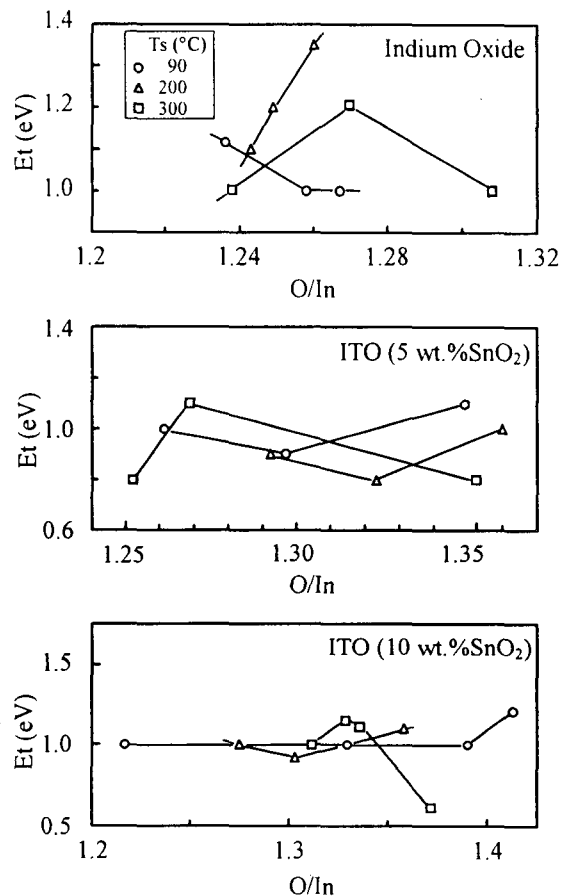 1.4
Ts (°C)
90
200
300
Indium Oxide
1.2
1.0
Et (eV)
1.2
1.24
1.28
1.32
O/In
1.4
ITO (5 wt.%SnO₂)
1.0
0.6
Et (eV)
1.25
1.30
1.35
O/In
ITO (10 wt.%SnO₂)
1.5
1.0
0.5
Et (eV)
1.2
1.3
1.4
O/In